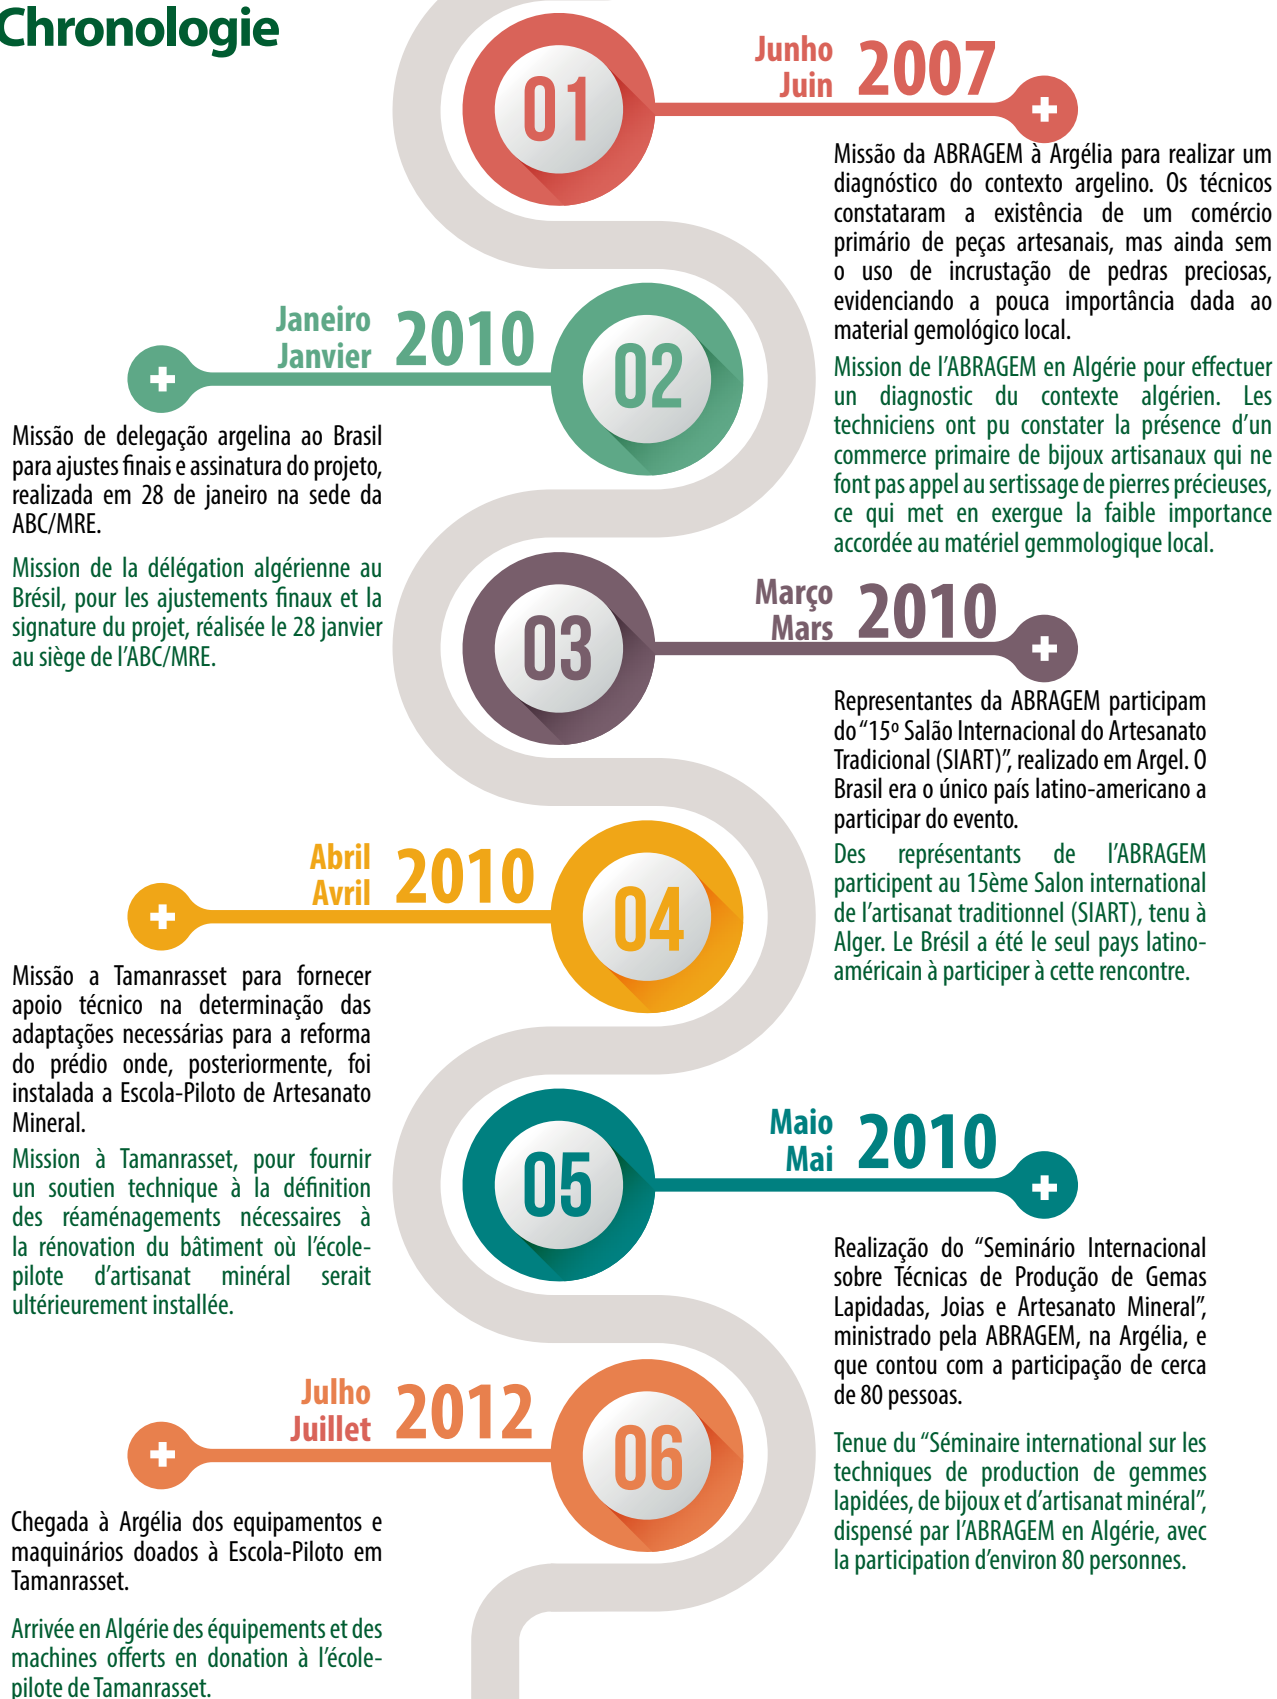 Chronologie
01
Junho
Juin
2007
Missão da ABRAGEM à Argélia para realizar um
diagnóstico do contexto argelino. Os técnicos
constataram a existência de um comércio
primário de peças artesanais, mas ainda sem
o uso de incrustação de pedras preciosas,
evidenciando a pouca importância dada ao
material gemológico local.
Mission de l’ABRAGEM en Algérie pour effectuer
un diagnostic du contexte algérien. Les
techniciens ont pu constater la présence d’un
commerce primaire de bijoux artisanaux qui ne
font pas appel au sertissage de pierres précieuses,
ce qui met en exergue la faible importance
accordée au matériel gemmologique local.
Janeiro
Janvier
2010
02
Missão de delegação argelina ao Brasil
para ajustes finais e assinatura do projeto,
realizada em 28 de janeiro na sede da
ABC/MRE.
Mission de la délégation algérienne au
Brésil, pour les ajustements finaux et la
signature du projet, réalisée le 28 janvier
au siège de l’ABC/MRE.
03
Março
Mars
2010
Representantes da ABRAGEM participam
do “15º Salão Internacional do Artesanato
Tradicional (SIART)”, realizado em Argel. O
Brasil era o único país latino-americano a
participar do evento.
Des représentants de l’ABRAGEM
participent au 15ème Salon international
de l’artisanat traditionnel (SIART), tenu à
Alger. Le Brésil a été le seul pays latino-
américain à participer à cette rencontre.
Abril
Avril
2010
04
Missão a Tamanrasset para fornecer
apoio técnico na determinação das
adaptações necessárias para a reforma
do prédio onde, posteriormente, foi
instalada a Escola-Piloto de Artesanato
Mineral.
Mission à Tamanrasset, pour fournir
un soutien technique à la définition
des réaménagements nécessaires à
la rénovation du bâtiment où l’école-
pilote d’artisanat minéral serait
ultérieurement installée.
05
Maio
Mai
2010
Realização do “Seminário Internacional
sobre Técnicas de Produção de Gemas
Lapidadas, Joias e Artesanato Mineral”,
ministrado pela ABRAGEM, na Argélia, e
que contou com a participação de cerca
de 80 pessoas.
Tenue du “Séminaire international sur les
techniques de production de gemmes
lapidées, de bijoux et d’artisanat minéral”,
dispensé par l’ABRAGEM en Algérie, avec
la participation d’environ 80 personnes.
Julho
Juillet
2012
06
Chegada à Argélia dos equipamentos e
maquinários doados à Escola-Piloto em
Tamanrasset.
Arrivée en Algérie des équipements et des
machines offerts en donation à l’école-
pilote de Tamanrasset.